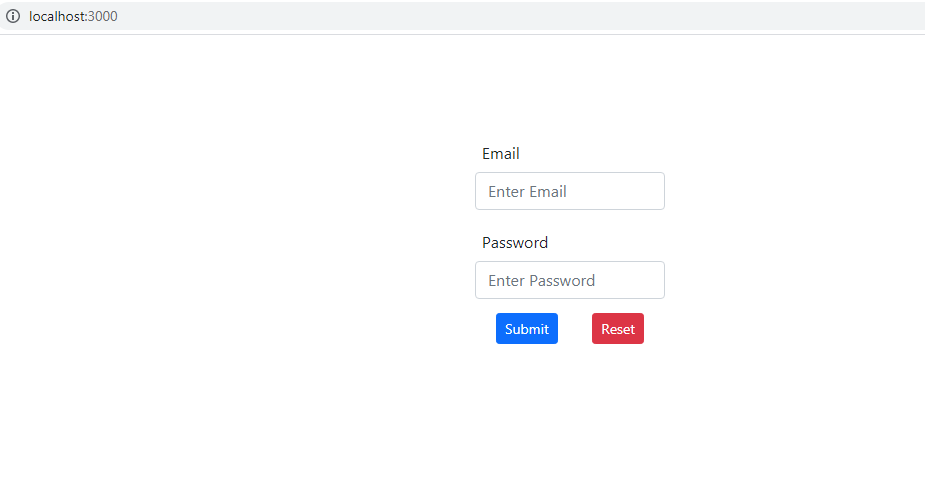 localhost:3000
Email
Enter Email
Password
Enter Password
Submit Reset